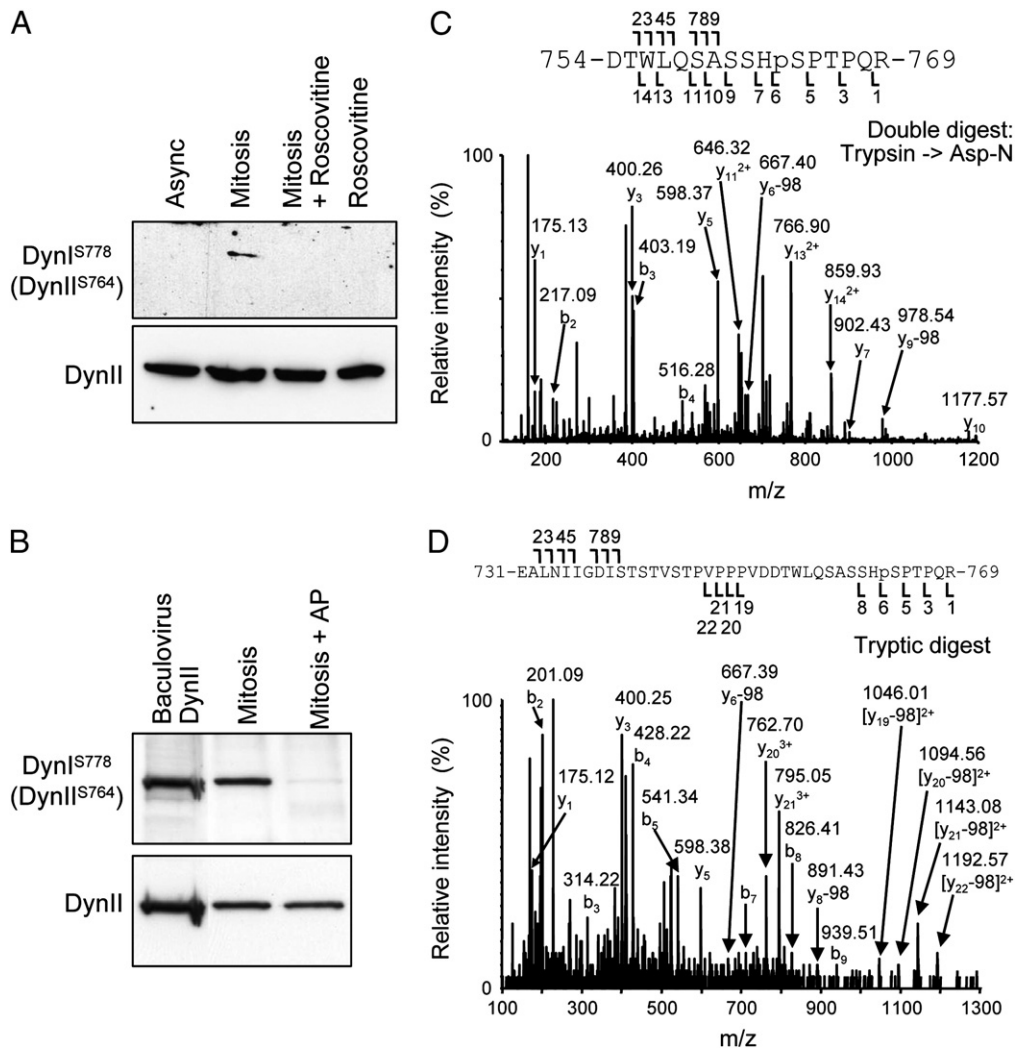 A
Async
Mitosis
Mitosis
+ Roscovitine
Roscovitine
DynI^S778
(DynII^S764)
DynII
B
Baculovirus
DynII
Mitosis
Mitosis + AP
DynI^S778
(DynII^S764)
DynII
C
23 45 789
754-DTWLQSASSHpSPTPQR-769
14 13 11 10 9 7 6 5 3 1
Double digest:
Trypsin -> Asp-N
Relative intensity (%)
100
0
175.13
y1
217.09
b2
400.26
y3
403.19
b3
516.28
b4
598.37
y5
646.32
y11^2+
667.40
y6-98
766.90
y13^2+
859.93
y14^2+
902.43
y7
978.54
y9-98
1177.57
y10
200 400 600 800 1000 1200
m/z
D
2345 789
731-EALNIIGDISTSTVSTPVPPPVDDTWLQSASSHpSPTPQR-769
21 19 8 6 5 3 1
22 20
Tryptic digest
Relative intensity (%)
100
0
201.09
b2
175.12
y1
314.22
b3
400.25
y3
428.22
b4
541.34
b5
598.38
y5
667.39
y6-98
b7
762.70
y20^3+
795.05
y21^3+
826.41
b8
891.43
y8-98
939.51
b9
1046.01
[y19-98]^2+
1094.56
[y20-98]^2+
1143.08
[y21-98]^2+
1192.57
[y22-98]^2+
100 300 500 700 900 1100 1300
m/z